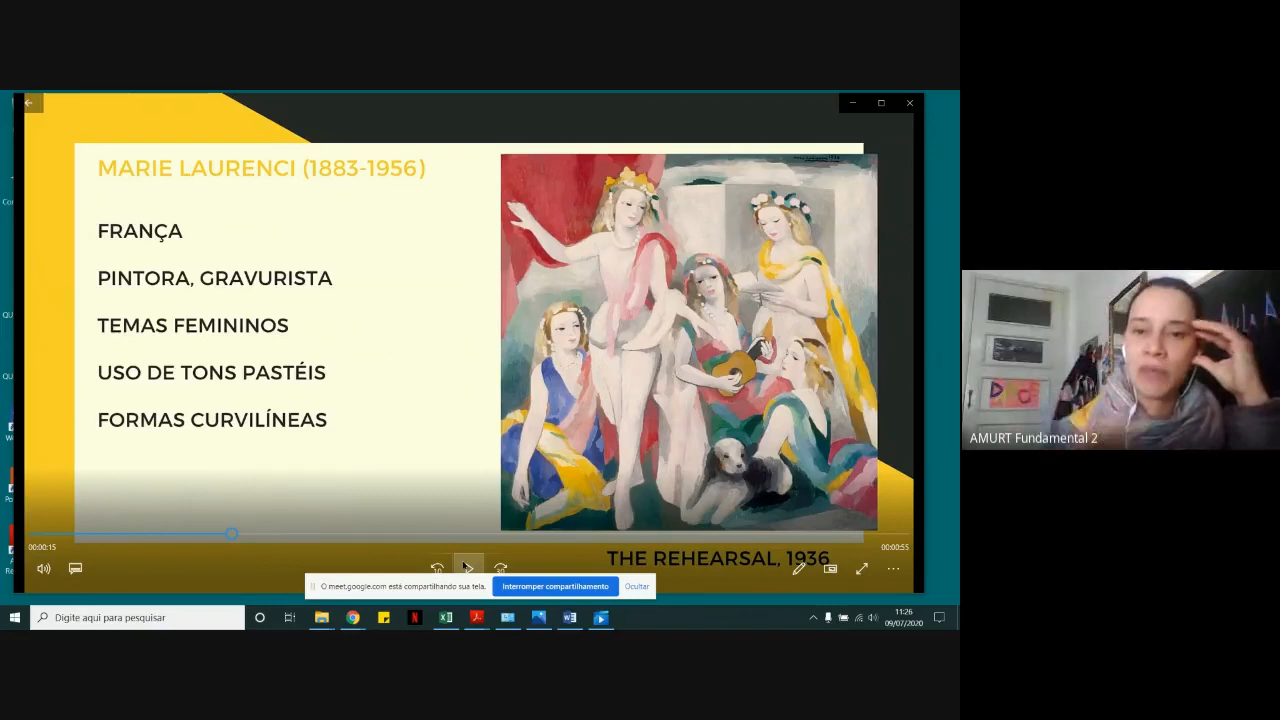 MARIE LAURENCI (1883-1956)
FRANÇA
PINTORA, GRAVURISTA
TEMAS FEMININOS
USO DE TONS PASTÉIS
FORMAS CURVILÍNEAS
THE REHEARSAL, 1936
00:00:15
00:00:55
10
30
O meet.google.com está compartilhando sua tela.
Interromper compartilhamento
Ocultar
Digite aqui para pesquisar
11:26
09/07/2020
AMURT Fundamental 2